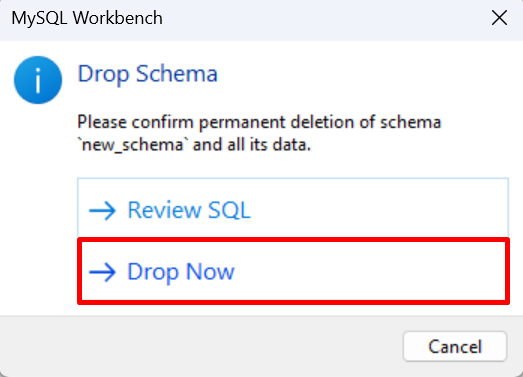 MySQL Workbench
Drop Schema
Please confirm permanent deletion of schema
`new_schema` and all its data.
Review SQL
Drop Now
Cancel